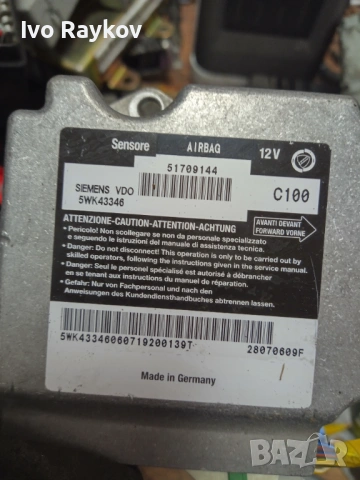 Ivo Raykov
Sensore AIRBAG 12V
51709144
SIEMENS VDO
5WK43346
C100
ATTENZIONE-CAUTION-ATTENTION-ACHTUNG
AVANTI DEVANT
FORWARD VORNE
• Pericolo! Non scollegare se non da personale specializzato
e seguendo le istruzioni del manuale di assistenza tecnica.
• Danger: Do not disconnect! This operation is only to be carried out by
skilled operators, following the instructions given in the service manual.
• Danger: Seul le personel spécialisé est autorisé à débrancher
en se tenant aux instructions du manuel de réparation.
• Gefahr: Nur von Fachpersonal und nach den
Anweisungen des Kundendiensthandbuches abtrennen lassen.
5WK43346060719200139T
28070609F
Made in Germany
BAZAR